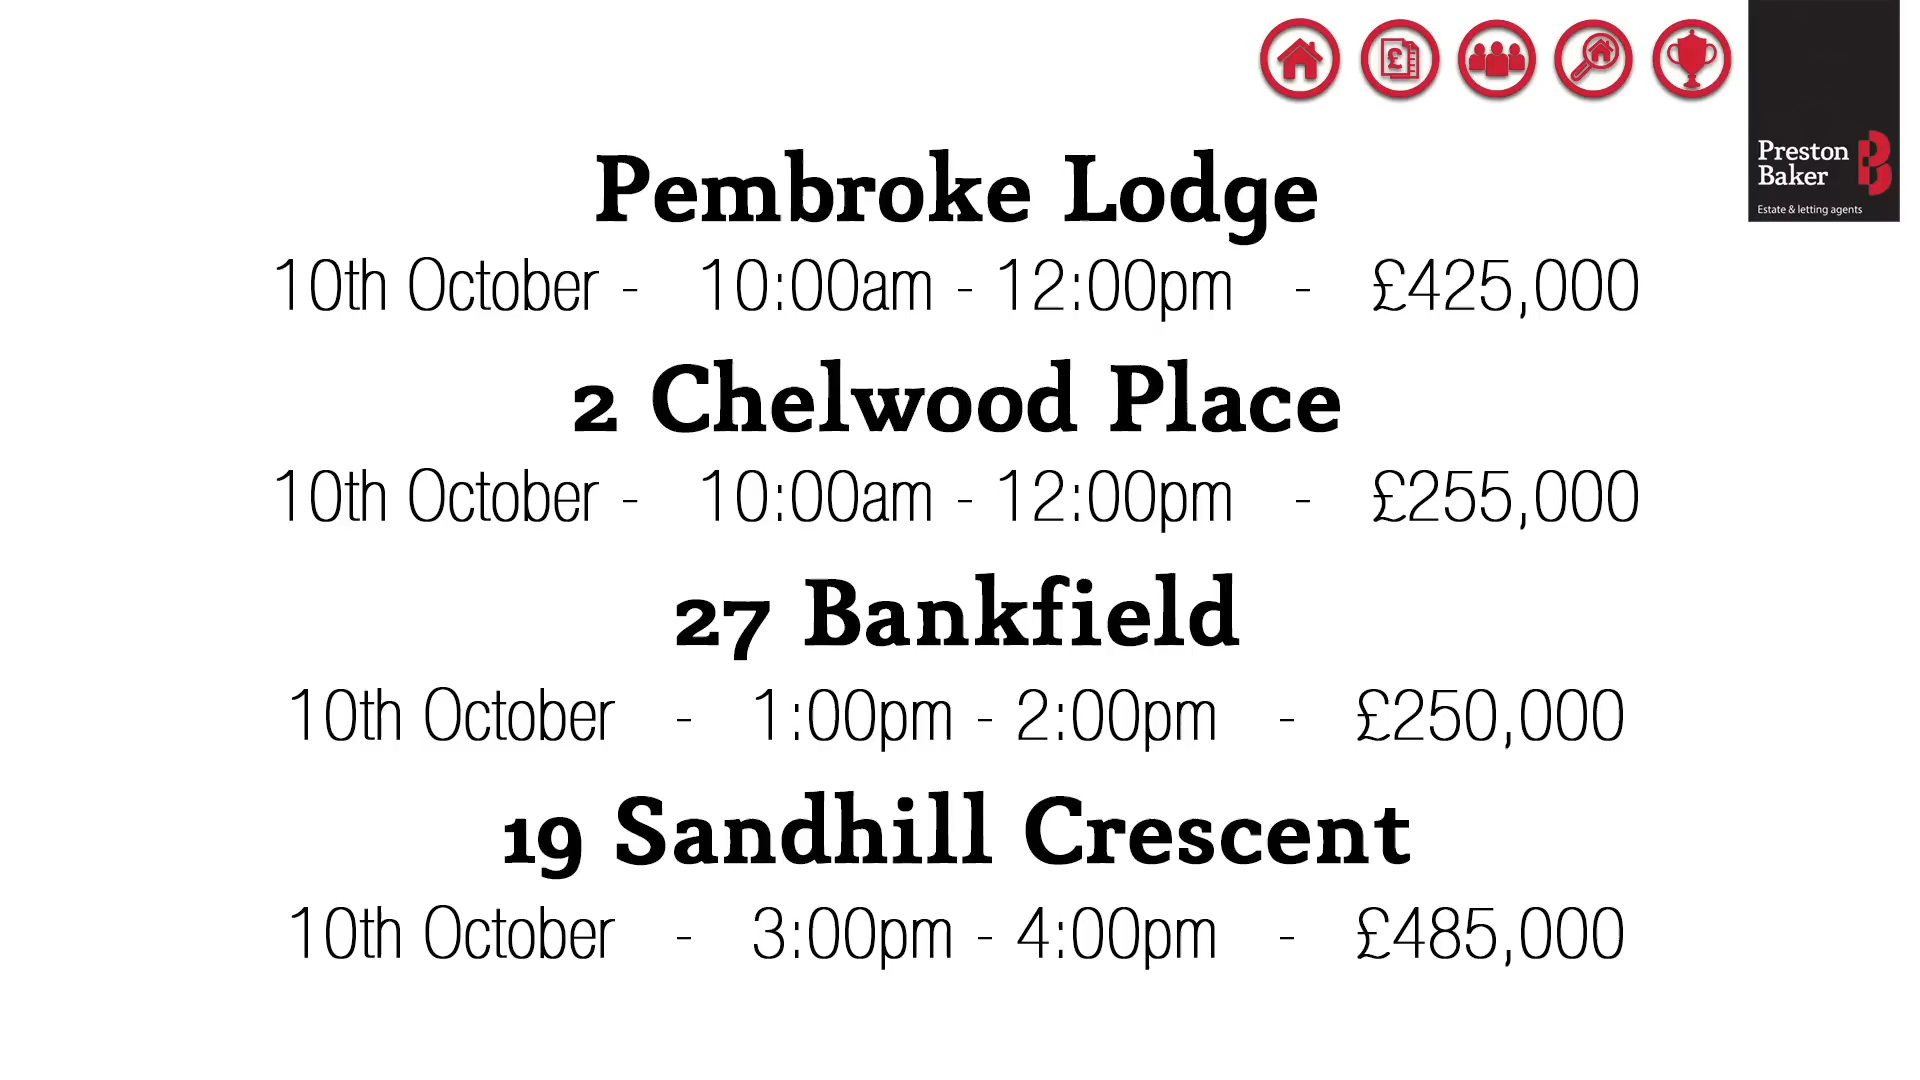 Preston
Baker
Estate & letting agents
Pembroke Lodge
10th October - 10:00am - 12:00pm - £425,000
2 Chelwood Place
10th October - 10:00am - 12:00pm - £255,000
27 Bankfield
10th October - 1:00pm - 2:00pm - £250,000
19 Sandhill Crescent
10th October - 3:00pm - 4:00pm - £485,000